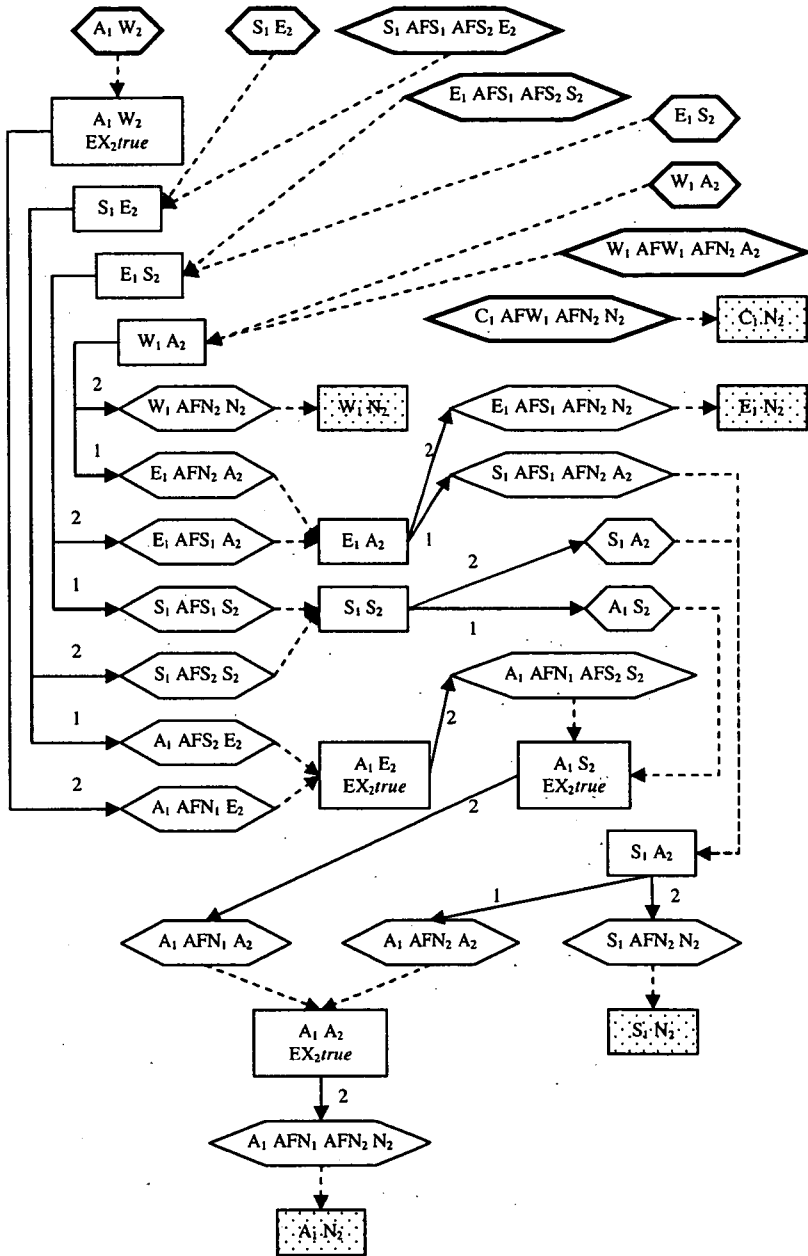 A₁ W₂
S₁ E₂
S₁ AFS₁ AFS₂ E₂
E₁ AFS₁ AFS₂ S₂
A₁ W₂
EX₂true
E₁ S₂
W₁ A₂
S₁ E₂
W₁ AFW₁ AFN₂ A₂
E₁ S₂
C₁ AFW₁ AFN₂ N₂
C₁ N₂
W₁ A₂
2
W₁ AFN₂ N₂
W₁ N₂
E₁ AFS₁ AFN₂ N₂
E₁ N₂
2
1
E₁ AFN₂ A₂
S₁ AFS₁ AFN₂ A₂
2
E₁ AFS₁ A₂
E₁ A₂
1
S₁ A₂
2
1
S₁ AFS₁ S₂
S₁ S₂
A₁ S₂
1
2
S₁ AFS₂ S₂
A₁ AFN₁ AFS₂ S₂
1
A₁ AFS₂ E₂
2
A₁ E₂
EX₂true
A₁ S₂
EX₂true
2
A₁ AFN₁ E₂
2
S₁ A₂
1
2
A₁ AFN₁ A₂
A₁ AFN₂ A₂
S₁ AFN₂ N₂
A₁ A₂
EX₂true
S₁ N₂
2
A₁ AFN₁ AFN₂ N₂
A₁ N₂